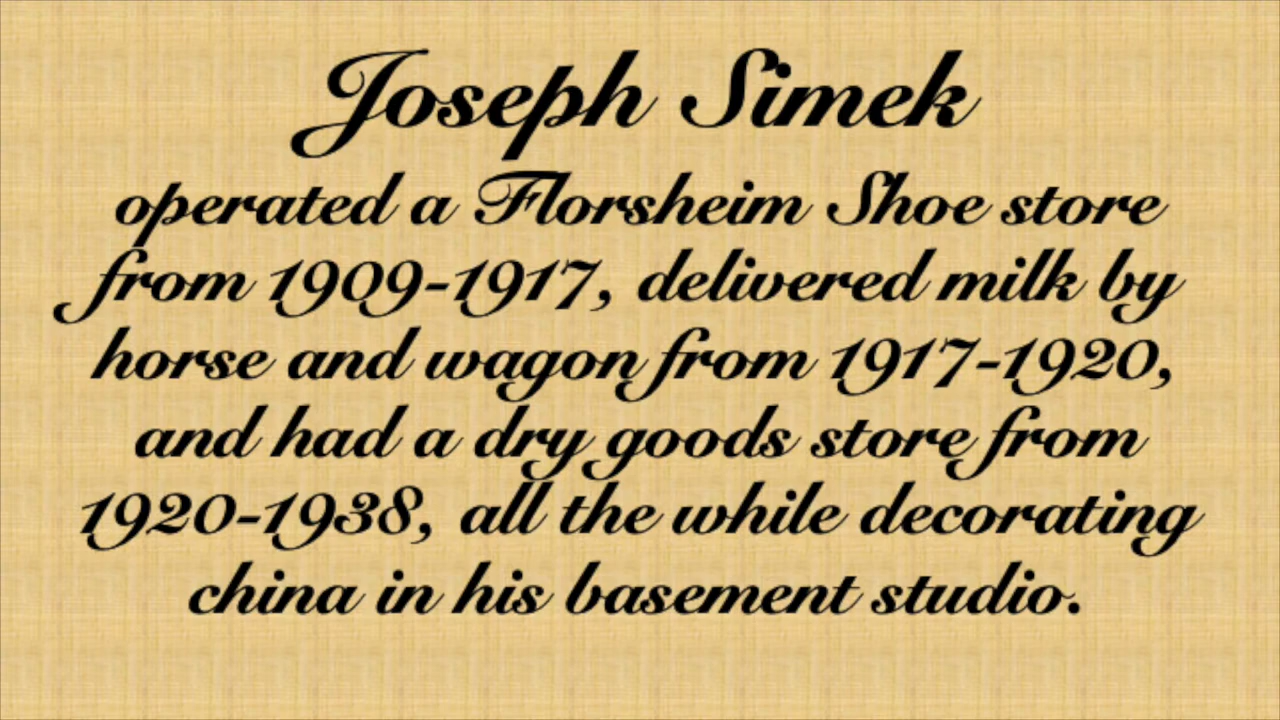 Joseph Simek
operated a Florsheim Shoe store
from 1909-1917, delivered milk by
horse and wagon from 1917-1920,
and had a dry goods store from
1920-1938, all the while decorating
china in his basement studio.